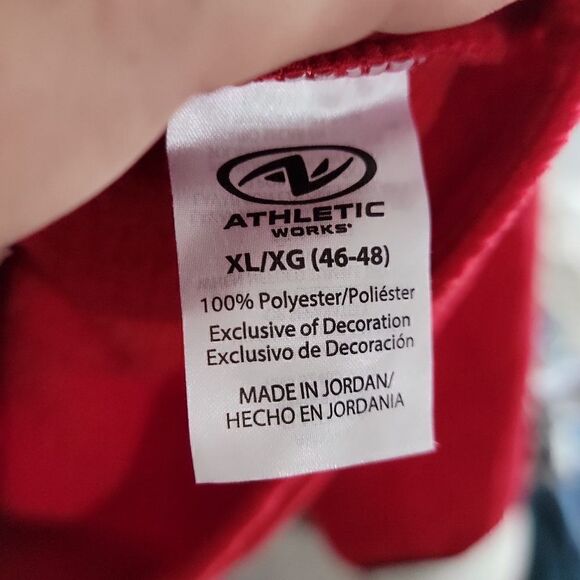 ATHLETIC
WORKS®
XL/XG (46-48)
100% Polyester/Poliéster
Exclusive of Decoration
Exclusivo de Decoración
MADE IN JORDAN/
HECHO EN JORDANIA